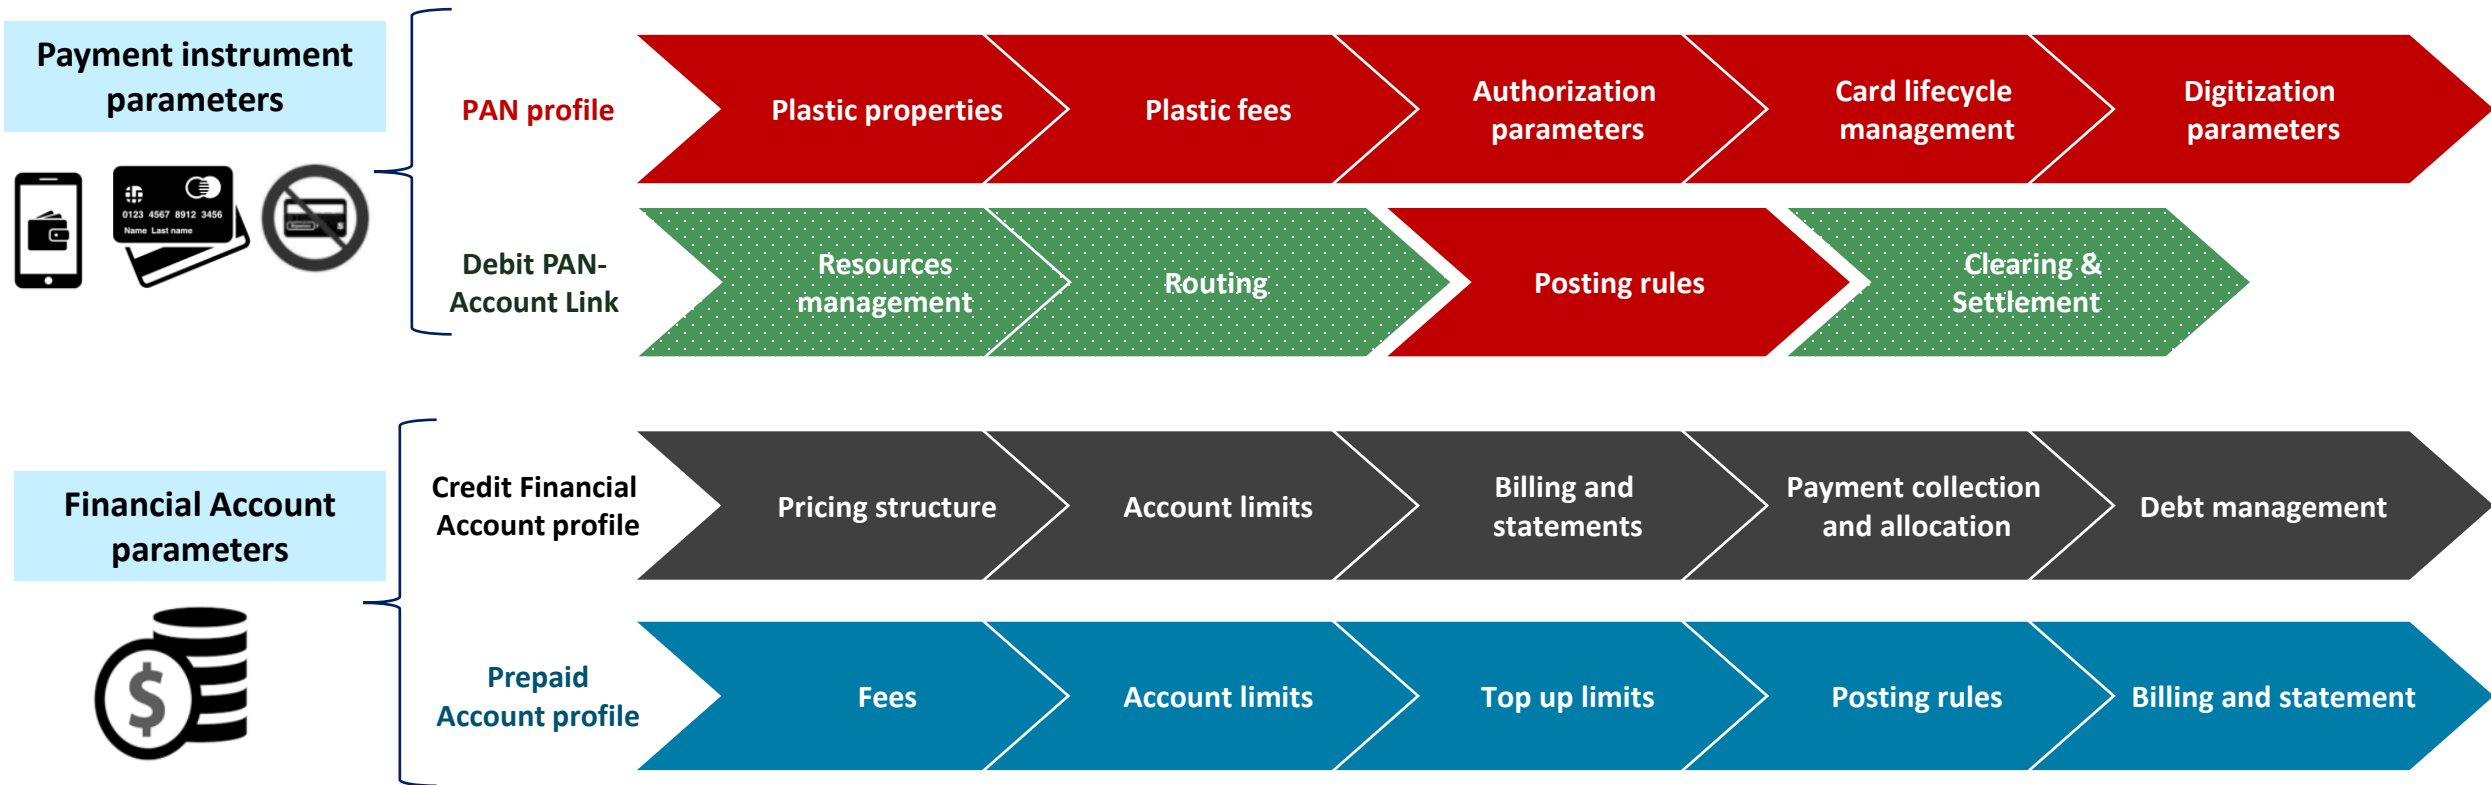 Payment instrument
parameters
PAN profile
Plastic properties
Plastic fees
Authorization
parameters
Card lifecycle
management
Digitization
parameters
0123 4567 8912 3456
Name Last name
Debit PAN-
Account Link
Resources
management
Routing
Posting rules
Clearing &
Settlement
Financial Account
parameters
Credit Financial
Account profile
Pricing structure
Account limits
Billing and
statements
Payment collection
and allocation
Debt management
$
Prepaid
Account profile
Fees
Account limits
Top up limits
Posting rules
Billing and statement